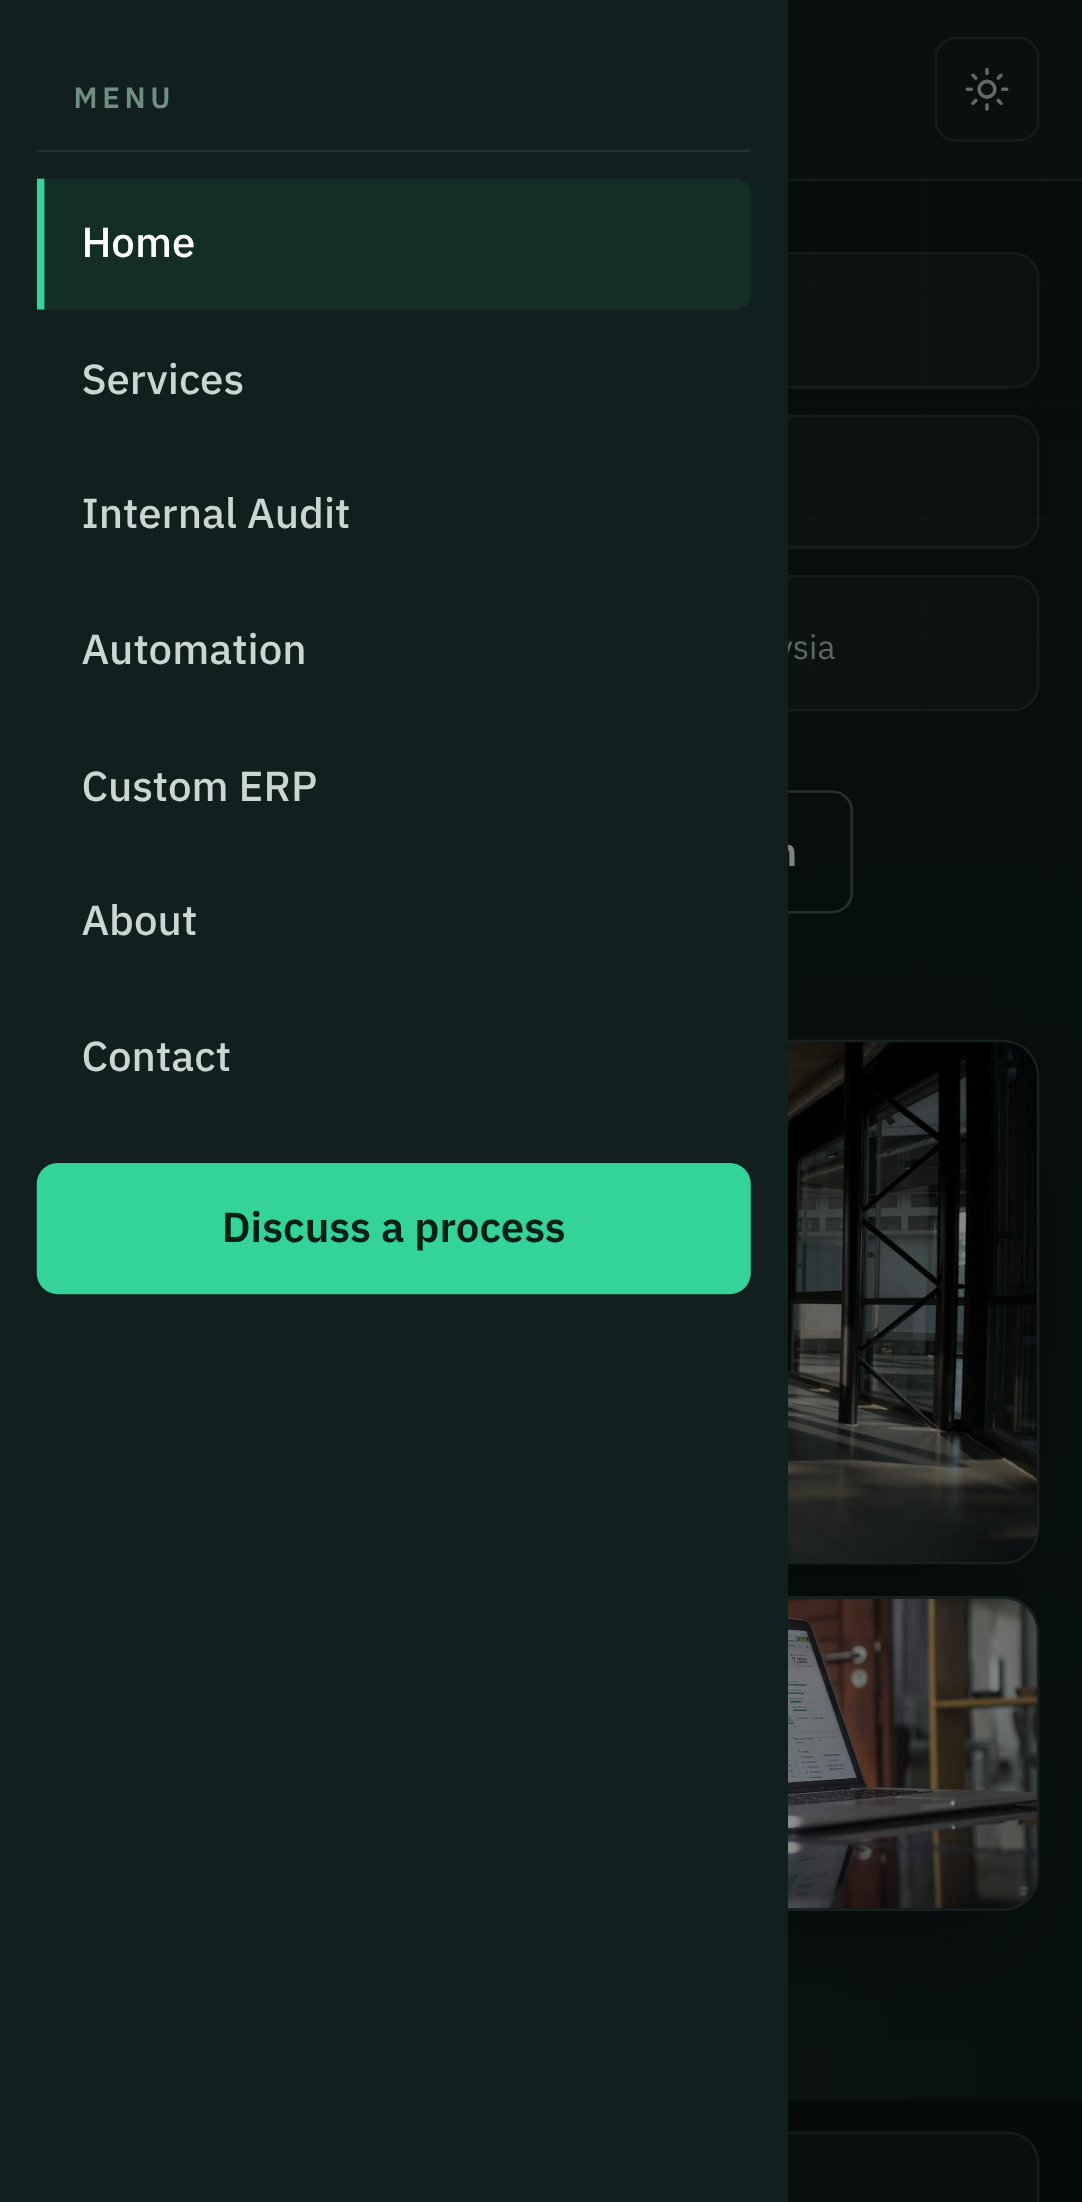 MENU
Home
Services
Internal Audit
Automation
Custom ERP
About
Contact
Discuss a process